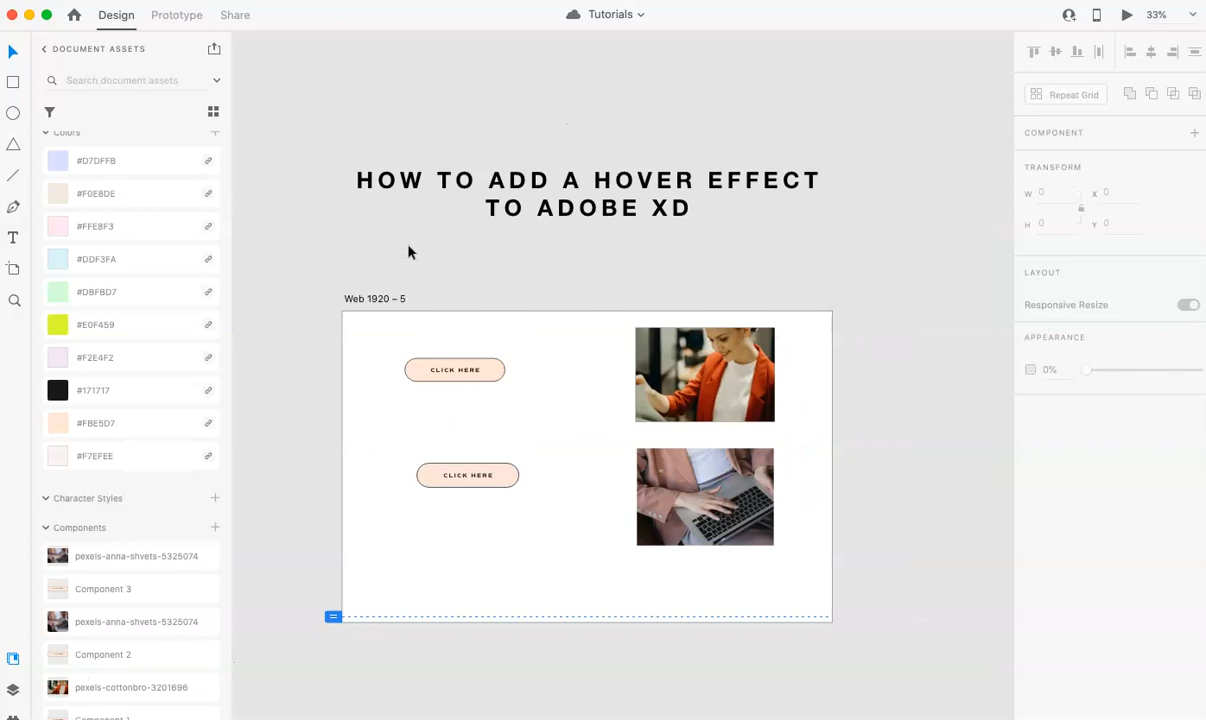 Design
Prototype
Share
Tutorials
33%
DOCUMENT ASSETS
Search document assets
Colors
#D7DFFB
#F0E8DE
#FFE8F3
#DDF3FA
#DBFBD7
#E0F459
#F2E4F2
#171717
#FBE5D7
#F7EFEE
Character Styles
Components
pexels-anna-shvets-5325074
Component 3
pexels-anna-shvets-5325074
Component 2
pexels-cottonbro-3201696
Component 1
HOW TO ADD A HOVER EFFECT
TO ADOBE XD
Web 1920 – 5
CLICK HERE
CLICK HERE
Repeat Grid
COMPONENT
TRANSFORM
W 0 X 0
H 0 Y 0
LAYOUT
Responsive Resize
APPEARANCE
0%